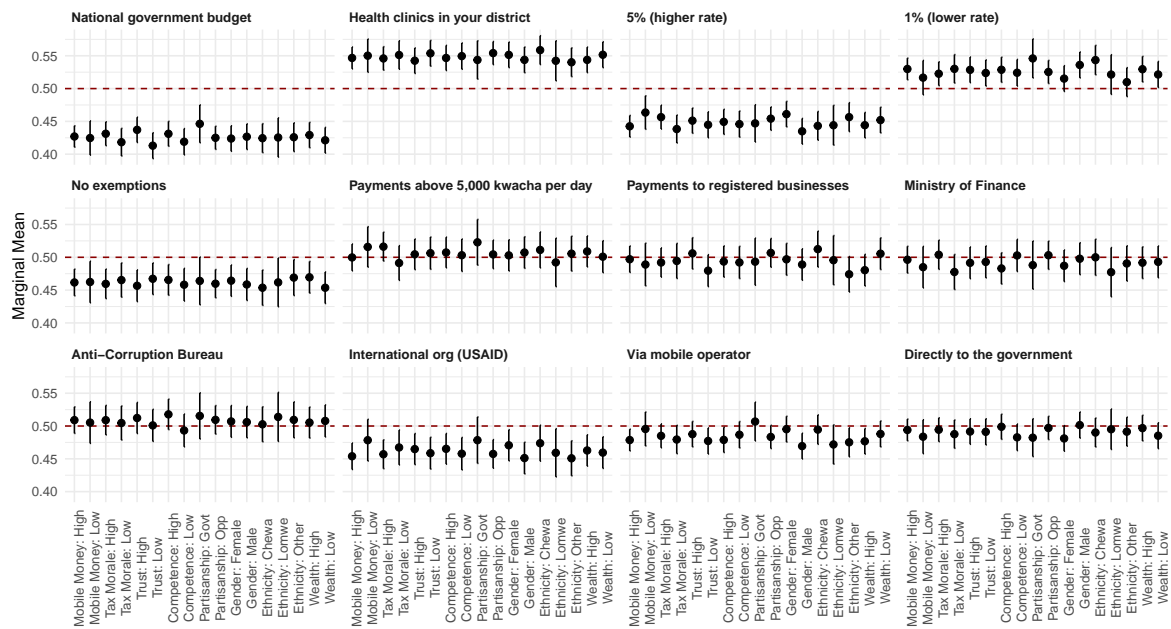 National government budget
Health clinics in your district
5% (higher rate)
1% (lower rate)
0.55
0.50
0.45
0.40
No exemptions
Payments above 5,000 kwacha per day
Payments to registered businesses
Ministry of Finance
0.55
0.50
0.45
0.40
Anti−Corruption Bureau
International org (USAID)
Via mobile operator
Directly to the government
0.55
0.50
0.45
0.40
Marginal Mean
Mobile Money: High
Mobile Money: Low
Tax Morale: High
Tax Morale: Low
Trust: High
Trust: Low
Competence: High
Competence: Low
Partisanship: Govt
Partisanship: Opp
Gender: Female
Gender: Male
Ethnicity: Chewa
Ethnicity: Lomwe
Ethnicity: Other
Wealth: High
Wealth: Low
Mobile Money: High
Mobile Money: Low
Tax Morale: High
Tax Morale: Low
Trust: High
Trust: Low
Competence: High
Competence: Low
Partisanship: Govt
Partisanship: Opp
Gender: Female
Gender: Male
Ethnicity: Chewa
Ethnicity: Lomwe
Ethnicity: Other
Wealth: High
Wealth: Low
Mobile Money: High
Mobile Money: Low
Tax Morale: High
Tax Morale: Low
Trust: High
Trust: Low
Competence: High
Competence: Low
Partisanship: Govt
Partisanship: Opp
Gender: Female
Gender: Male
Ethnicity: Chewa
Ethnicity: Lomwe
Ethnicity: Other
Wealth: High
Wealth: Low
Mobile Money: High
Mobile Money: Low
Tax Morale: High
Tax Morale: Low
Trust: High
Trust: Low
Competence: High
Competence: Low
Partisanship: Govt
Partisanship: Opp
Gender: Female
Gender: Male
Ethnicity: Chewa
Ethnicity: Lomwe
Ethnicity: Other
Wealth: High
Wealth: Low